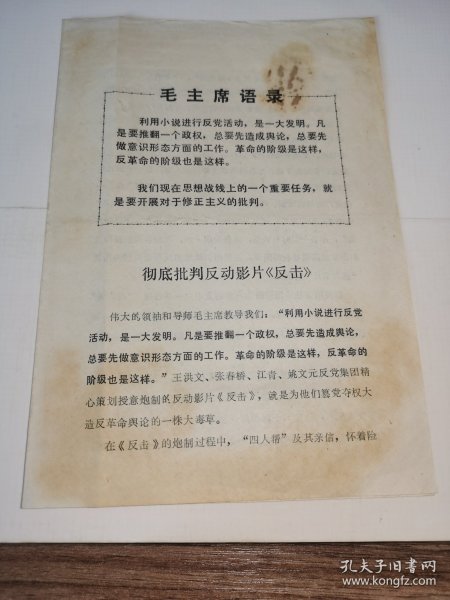 毛主席语录
利用小说进行反党活动，是一大发明。凡
是要推翻一个政权，总要先造成舆论，总要先
做意识形态方面的工作。革命的阶级是这样，
反革命的阶级也是这样。
我们现在思想战线上的一个重要任务，就
是要开展对于修正主义的批判。
彻底批判反动影片《反击》
伟大的领袖和导师毛主席教导我们：“利用小说进行反党
活动，是一大发明。凡是要推翻一个政权，总要先造成舆论，
总要先做意识形态方面的工作。革命的阶级是这样，反革命的
阶级也是这样。”王洪文、张春桥、江青、姚文元反党集团精
心策划授意炮制的反动影片《反击》，就是为他们篡党夺权大
造反革命舆论的一株大毒草。
在《反击》的炮制过程中，“四人帮”及其亲信，怀着险
孔夫子旧书网
www.kongfz.com